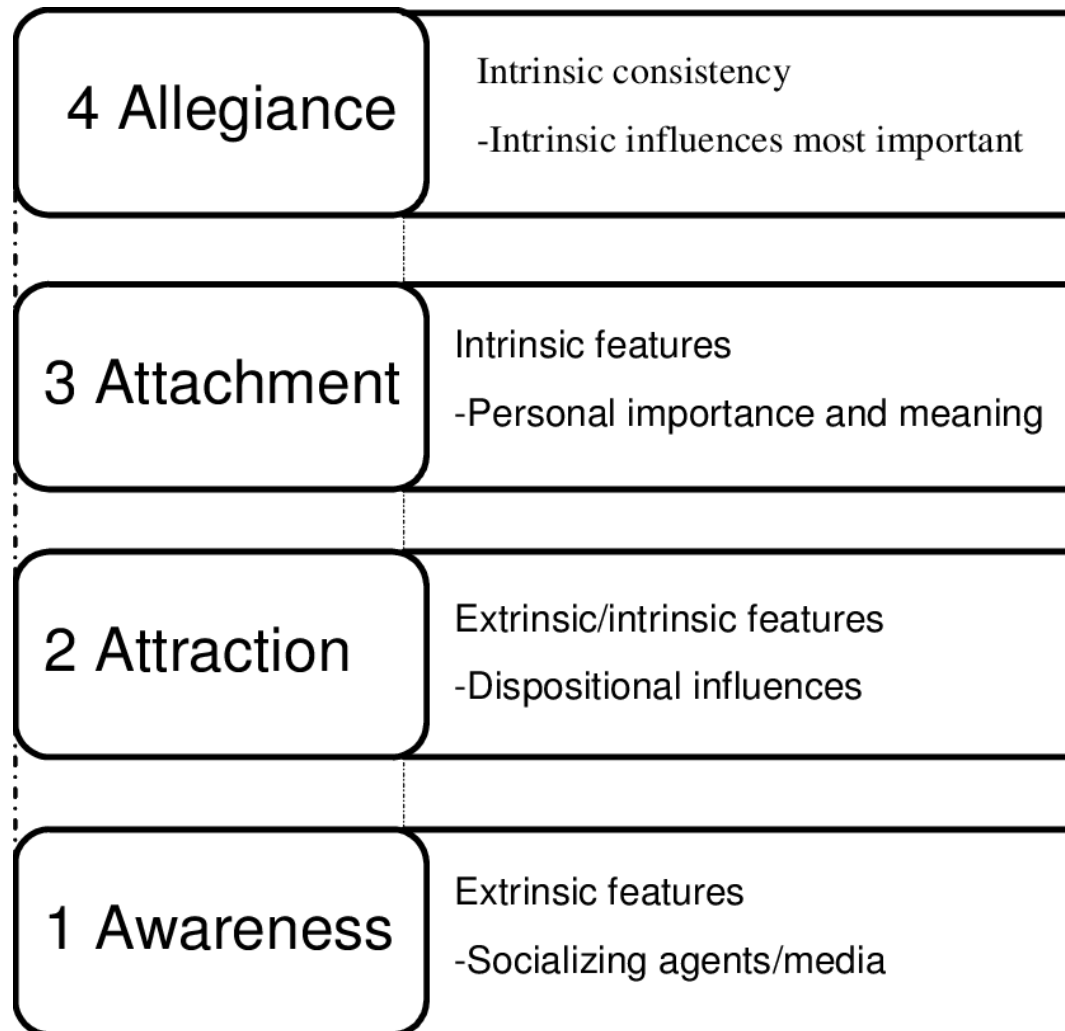 4 Allegiance
Intrinsic consistency
-Intrinsic influences most important
3 Attachment
Intrinsic features
-Personal importance and meaning
2 Attraction
Extrinsic/intrinsic features
-Dispositional influences
1 Awareness
Extrinsic features
-Socializing agents/media